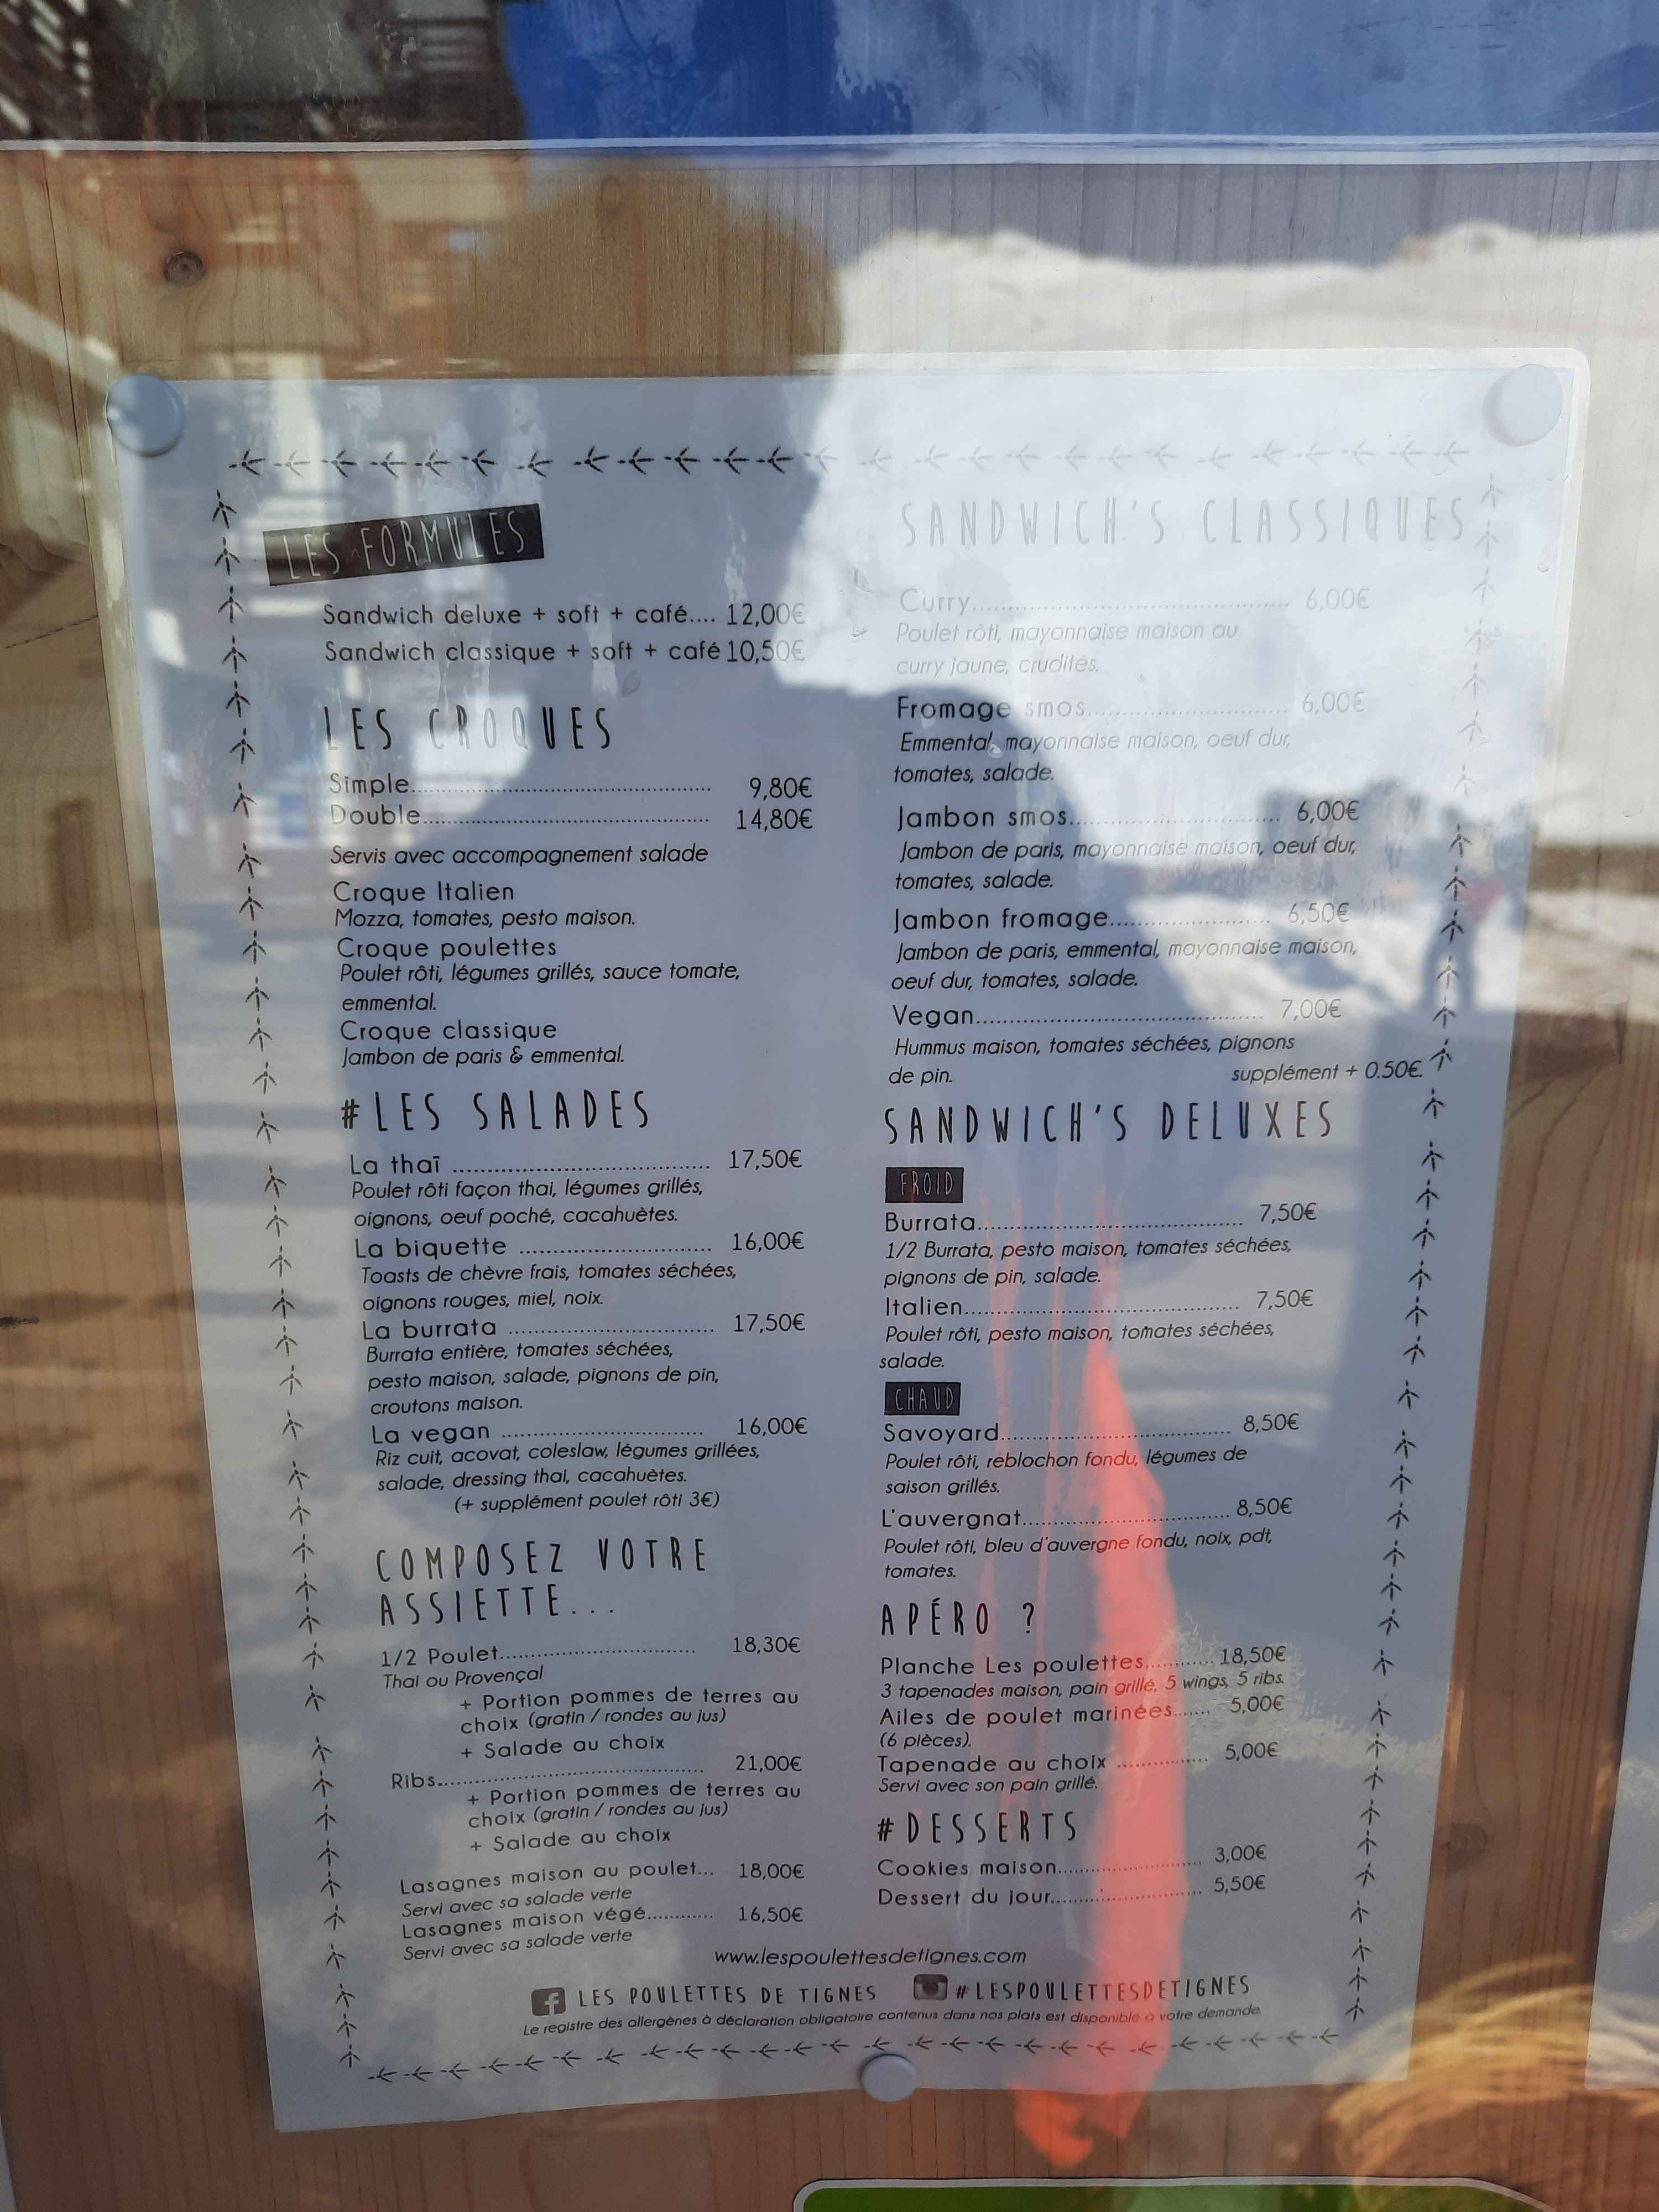 LES FORMULES
Sandwich deluxe + soft + café.... 12,00€
Sandwich classique + soft + café 10,50€
LES CROQUES
Simple........................ 9,80€
Double........................ 14,80€
Servis avec accompagnement salade
Croque Italien
Mozza, tomates, pesto maison.
Croque poulettes
Poulet rôti, légumes grillés, sauce tomate,
emmental.
Croque classique
Jambon de paris & emmental.
#LES SALADES
La thaï ........................ 17,50€
Poulet rôti façon thai, légumes grillés,
oignons, oeuf poché, cacahuètes.
La biquette ........................ 16,00€
Toasts de chèvre frais, tomates séchées,
oignons rouges, miel, noix.
La burrata ........................ 17,50€
Burrata entière, tomates séchées,
pesto maison, salade, pignons de pin,
croutons maison.
La vegan ........................ 16,00€
Riz cuit, acovat, coleslaw, légumes grillées,
salade, dressing thai, cacahuètes.
(+ supplément poulet rôti 3€)
COMPOSEZ VOTRE
ASSIETTE...
1/2 Poulet........................ 18,30€
Thai ou Provençal
+ Portion pommes de terres au
choix (gratin / rondes au jus)
+ Salade au choix
Ribs........................ 21,00€
+ Portion pommes de terres au
choix (gratin / rondes au jus)
+ Salade au choix
Lasagnes maison au poulet... 18,00€
Servi avec sa salade verte
Lasagnes maison végé............ 16,50€
Servi avec sa salade verte
SANDWICH'S CLASSIQUES
Curry........................ 6,00€
Poulet rôti, mayonnaise maison au
curry jaune, crudités.
Fromage smos........................ 6,00€
Emmental, mayonnaise maison, oeuf dur,
tomates, salade.
Jambon smos........................ 6,00€
Jambon de paris, mayonnaise maison, oeuf dur,
tomates, salade.
Jambon fromage........................ 6,50€
Jambon de paris, emmental, mayonnaise maison,
oeuf dur, tomates, salade.
Vegan........................ 7,00€
Hummus maison, tomates séchées, pignons
de pin. supplément + 0.50€
SANDWICH'S DELUXES
FROID
Burrata........................ 7,50€
1/2 Burrata, pesto maison, tomates séchées,
pignons de pin, salade.
Italien........................ 7,50€
Poulet rôti, pesto maison, tomates séchées,
salade.
CHAUD
Savoyard........................ 8,50€
Poulet rôti, reblochon fondu, légumes de
saison grillés.
L'auvergnat........................ 8,50€
Poulet rôti, bleu d'auvergne fondu, noix, pdt,
tomates.
APÉRO ?
Planche Les poulettes............ 18,50€
3 tapenades maison, pain grillé, 5 wings, 5 ribs.
Ailes de poulet marinées....... 5,00€
(6 pièces).
Tapenade au choix ................ 5,00€
Servi avec son pain grillé.
#DESSERTS
Cookies maison........................ 3,00€
Dessert du jour........................ 5,50€
www.lespoulettesdetignes.com
LES POULETTES DE TIGNES #LESPOULETTESDETIGNES
Le registre des allergènes à déclaration obligatoire contenus dans nos plats est disponible à votre demande.